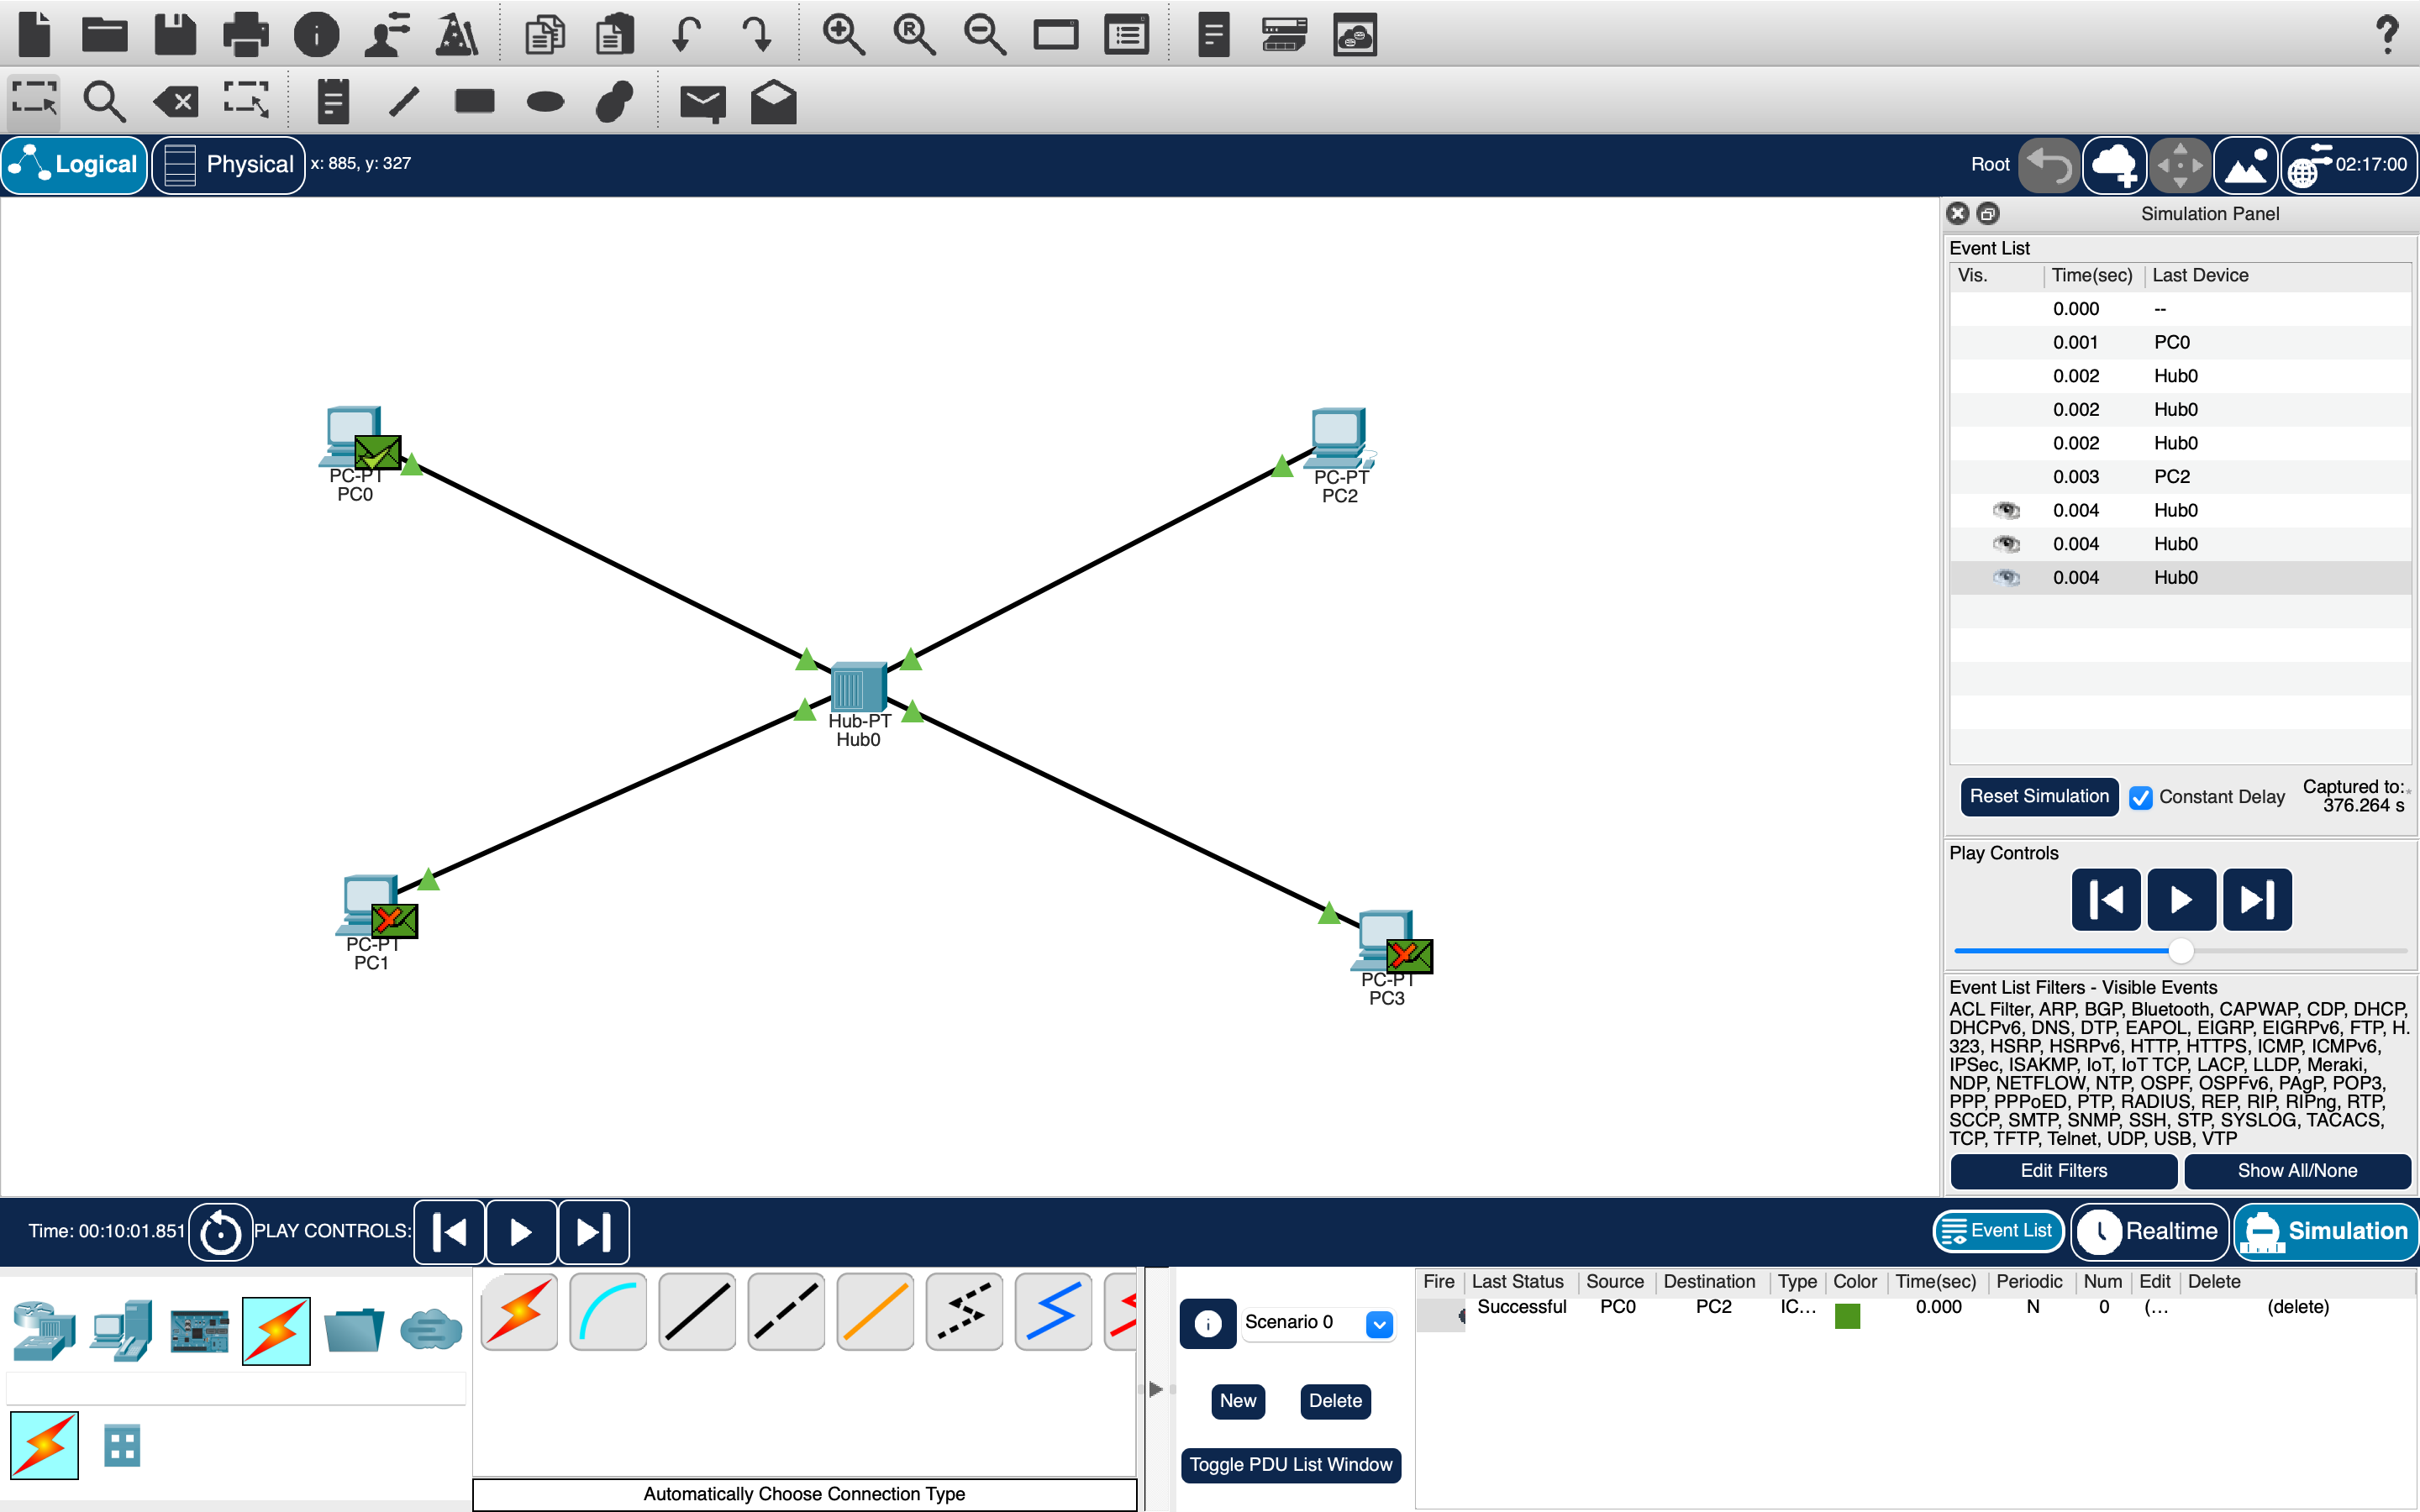 Logical
Physical
x: 885, y: 327
Root
02:17:00
Simulation Panel
Event List
Vis. Time(sec) Last Device
0.000 --
0.001 PC0
0.002 Hub0
0.002 Hub0
0.002 Hub0
0.003 PC2
0.004 Hub0
0.004 Hub0
0.004 Hub0
PC-PT
PC0
PC-PT
PC2
Hub-PT
Hub0
PC-PT
PC1
PC-PT
PC3
Reset Simulation
Constant Delay
Captured to:
376.264 s
Play Controls
Event List Filters - Visible Events
ACL Filter, ARP, BGP, Bluetooth, CAPWAP, CDP, DHCP,
DHCPv6, DNS, DTP, EAPOL, EIGRP, EIGRPv6, FTP, H.
323, HSRP, HSRPv6, HTTP, HTTPS, ICMP, ICMPv6,
IPSec, ISAKMP, IoT, IoT TCP, LACP, LLDP, Meraki,
NDP, NETFLOW, NTP, OSPF, OSPFv6, PAgP, POP3,
PPP, PPPoED, PTP, RADIUS, REP, RIP, RIPng, RTP,
SCCP, SMTP, SNMP, SSH, STP, SYSLOG, TACACS,
TCP, TFTP, Telnet, UDP, USB, VTP
Edit Filters
Show All/None
Time: 00:10:01.851
PLAY CONTROLS:
Event List
Realtime
Simulation
Scenario 0
New
Delete
Toggle PDU List Window
Fire Last Status Source Destination Type Color Time(sec) Periodic Num Edit Delete
Successful PC0 PC2 IC... 0.000 N 0 (... (delete)
Automatically Choose Connection Type